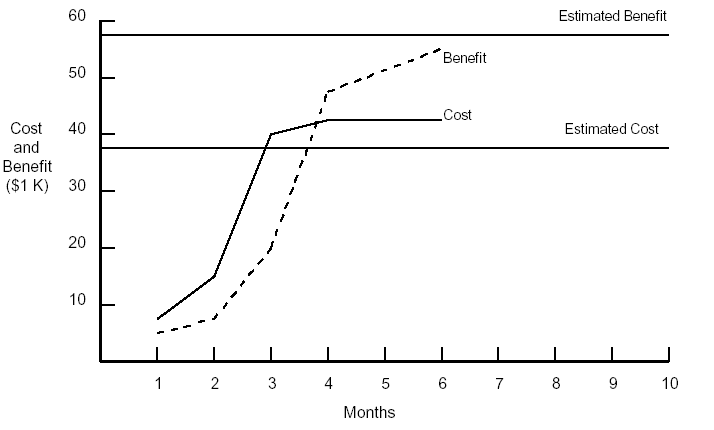 60
Estimated Benefit
50
Benefit
Cost
and
Benefit
($1 K)
40
Cost
Estimated Cost
30
20
10
1 2 3 4 5 6 7 8 9 10
Months